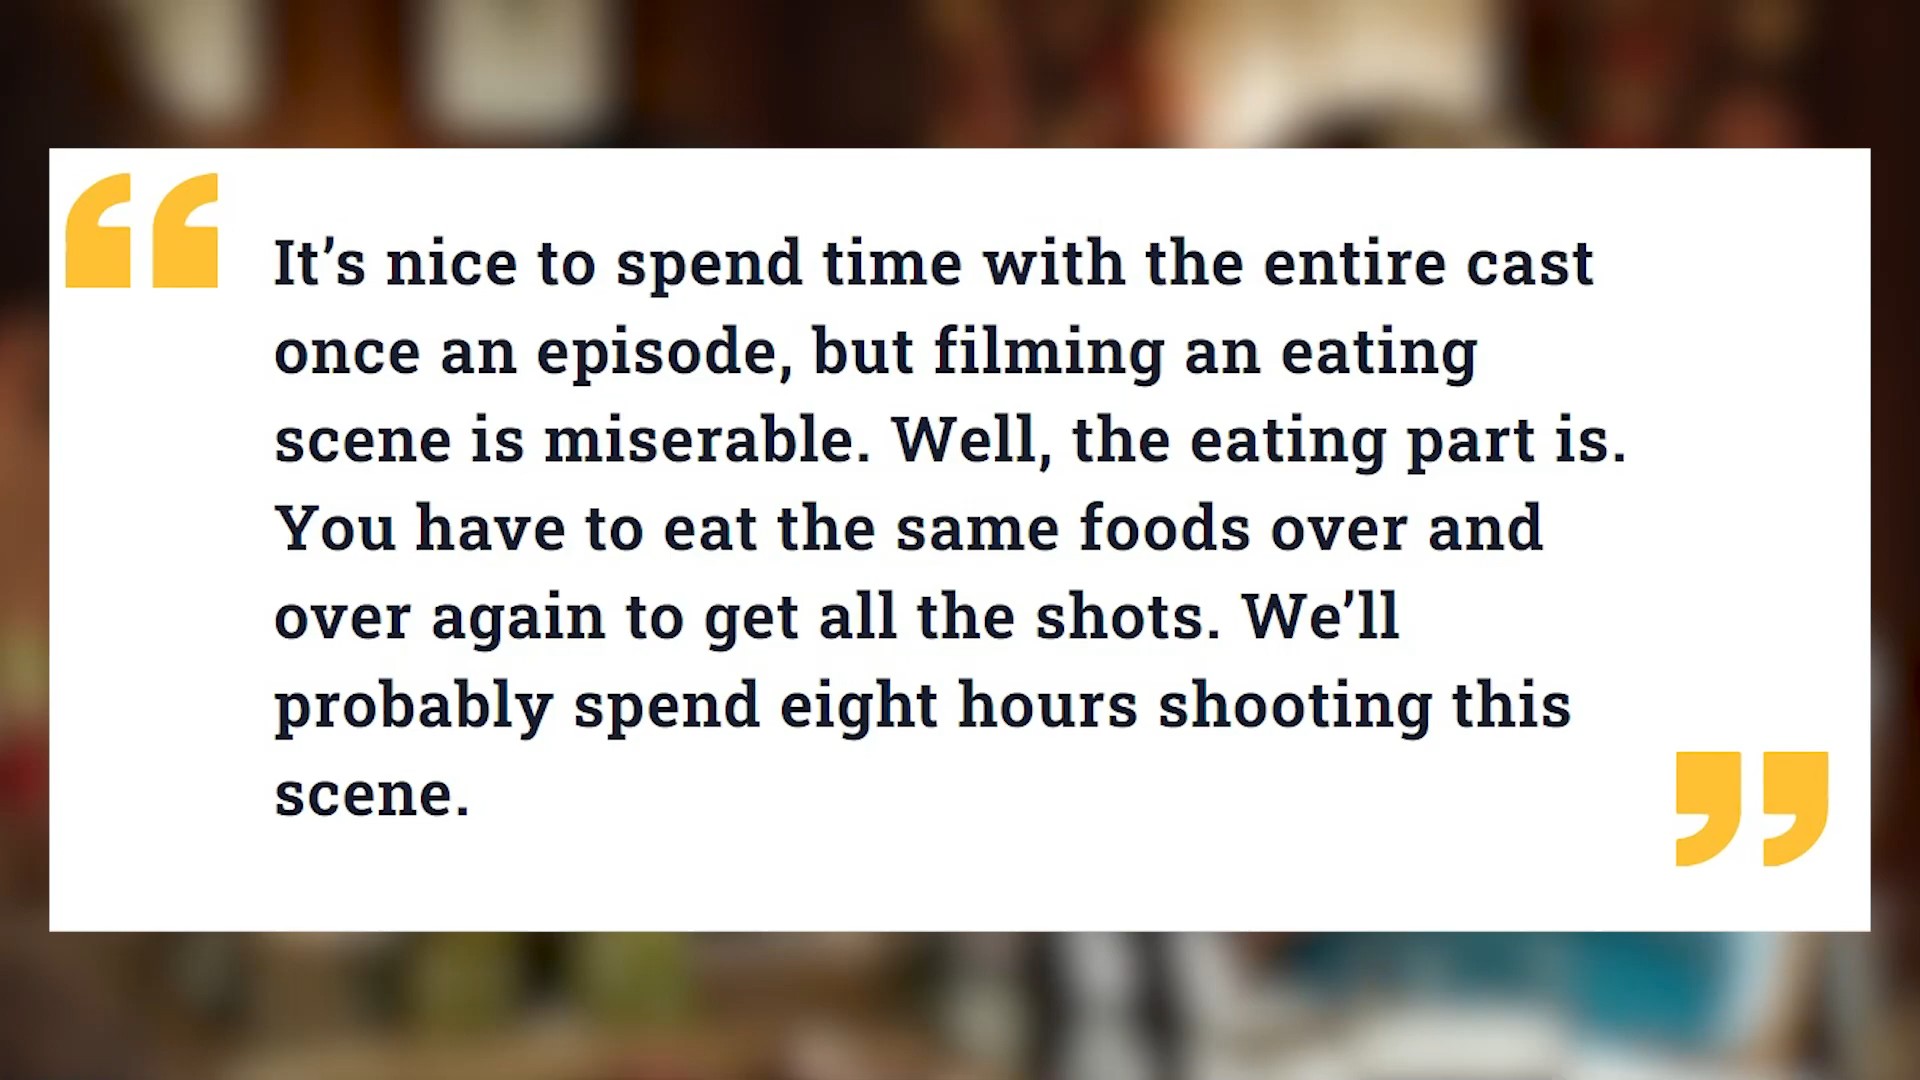 It’s nice to spend time with the entire cast
once an episode, but filming an eating
scene is miserable. Well, the eating part is.
You have to eat the same foods over and
over again to get all the shots. We’ll
probably spend eight hours shooting this
scene.